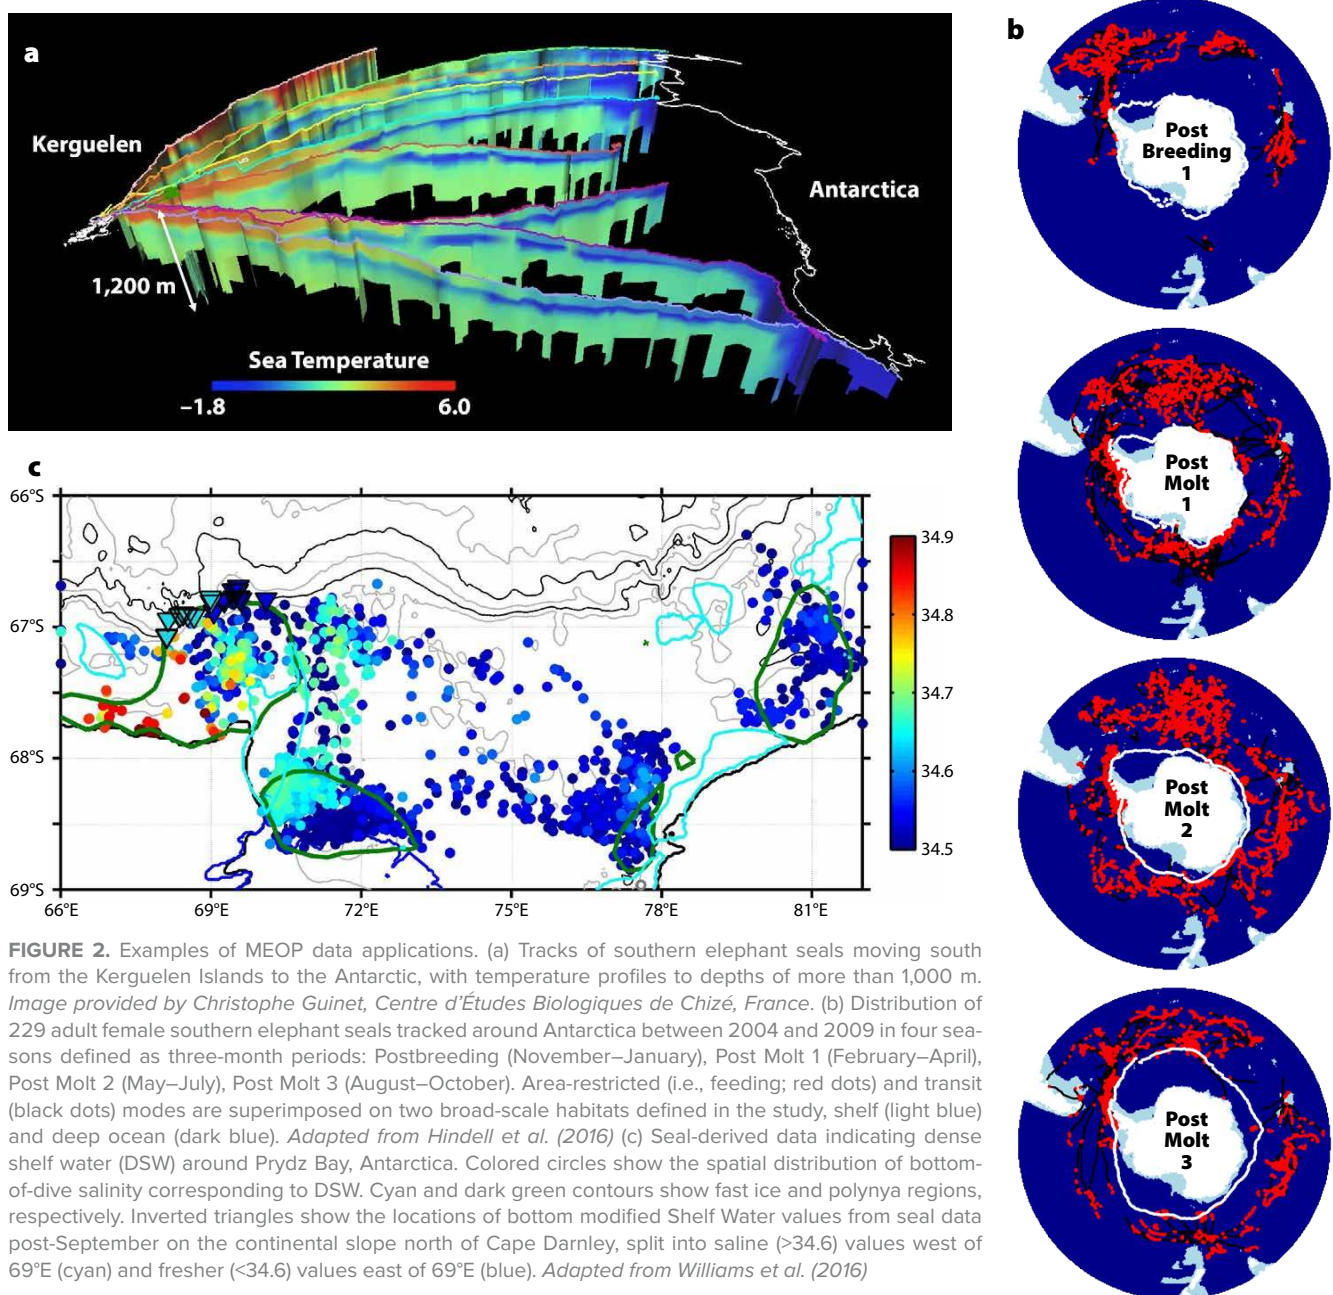 a
Kerguelen
Antarctica
1,200 m
Sea Temperature
–1.8
6.0
b
Post
Breeding
1
Post
Molt
1
Post
Molt
2
Post
Molt
3
c
66°S
67°S
68°S
69°S
66°E
69°E
72°E
75°E
78°E
81°E
34.9
34.8
34.7
34.6
34.5
FIGURE 2. Examples of MEOP data applications. (a) Tracks of southern elephant seals moving south
from the Kerguelen Islands to the Antarctic, with temperature profiles to depths of more than 1,000 m.
Image provided by Christophe Guinet, Centre d'Études Biologiques de Chizé, France. (b) Distribution of
229 adult female southern elephant seals tracked around Antarctica between 2004 and 2009 in four sea-
sons defined as three-month periods: Postbreeding (November–January), Post Molt 1 (February–April),
Post Molt 2 (May–July), Post Molt 3 (August–October). Area-restricted (i.e., feeding; red dots) and transit
(black dots) modes are superimposed on two broad-scale habitats defined in the study, shelf (light blue)
and deep ocean (dark blue). Adapted from Hindell et al. (2016) (c) Seal-derived data indicating dense
shelf water (DSW) around Prydz Bay, Antarctica. Colored circles show the spatial distribution of bottom-
of-dive salinity corresponding to DSW. Cyan and dark green contours show fast ice and polynya regions,
respectively. Inverted triangles show the locations of bottom modified Shelf Water values from seal data
post-September on the continental slope north of Cape Darnley, split into saline (>34.6) values west of
69°E (cyan) and fresher (<34.6) values east of 69°E (blue). Adapted from Williams et al. (2016)